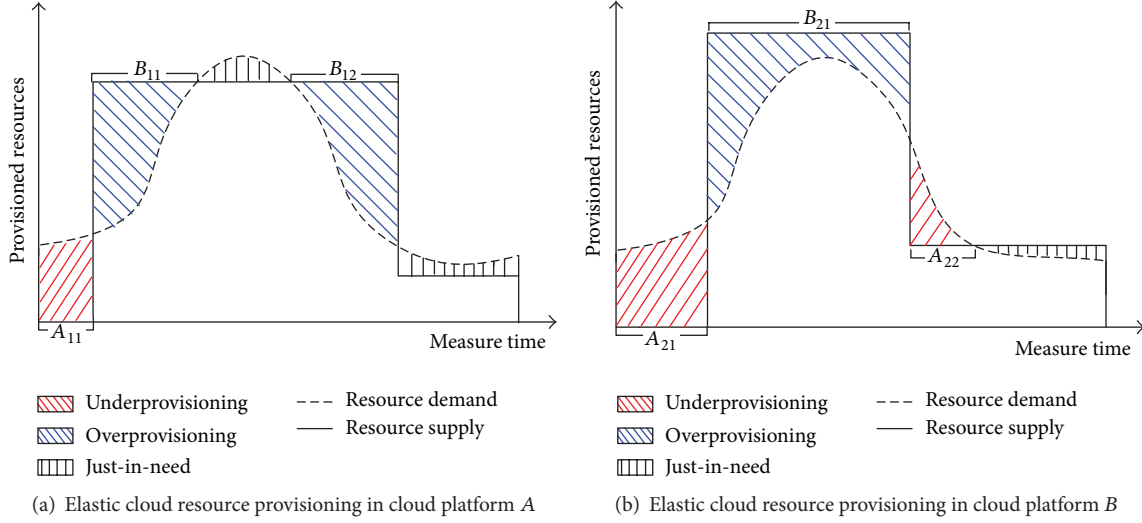 Provisioned resources
B11
B12
A11
Measure time
Underprovisioning
Overprovisioning
Just-in-need
Resource demand
Resource supply
(a) Elastic cloud resource provisioning in cloud platform A
Provisioned resources
B21
A22
A21
Measure time
Underprovisioning
Overprovisioning
Just-in-need
Resource demand
Resource supply
(b) Elastic cloud resource provisioning in cloud platform B